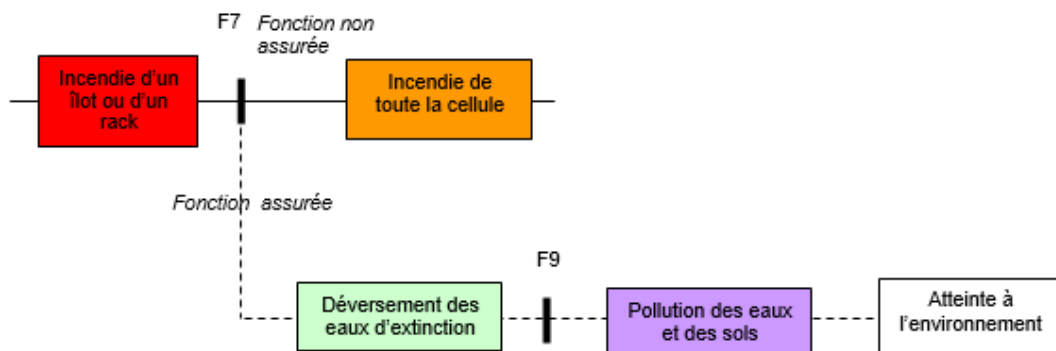 F7
Fonction non
assurée
Incendie d'un
îlot ou d'un
rack
Incendie de
toute la cellule
Fonction assurée
F9
Déversement des
eaux d'extinction
Pollution des eaux
et des sols
Atteinte à
l'environnement